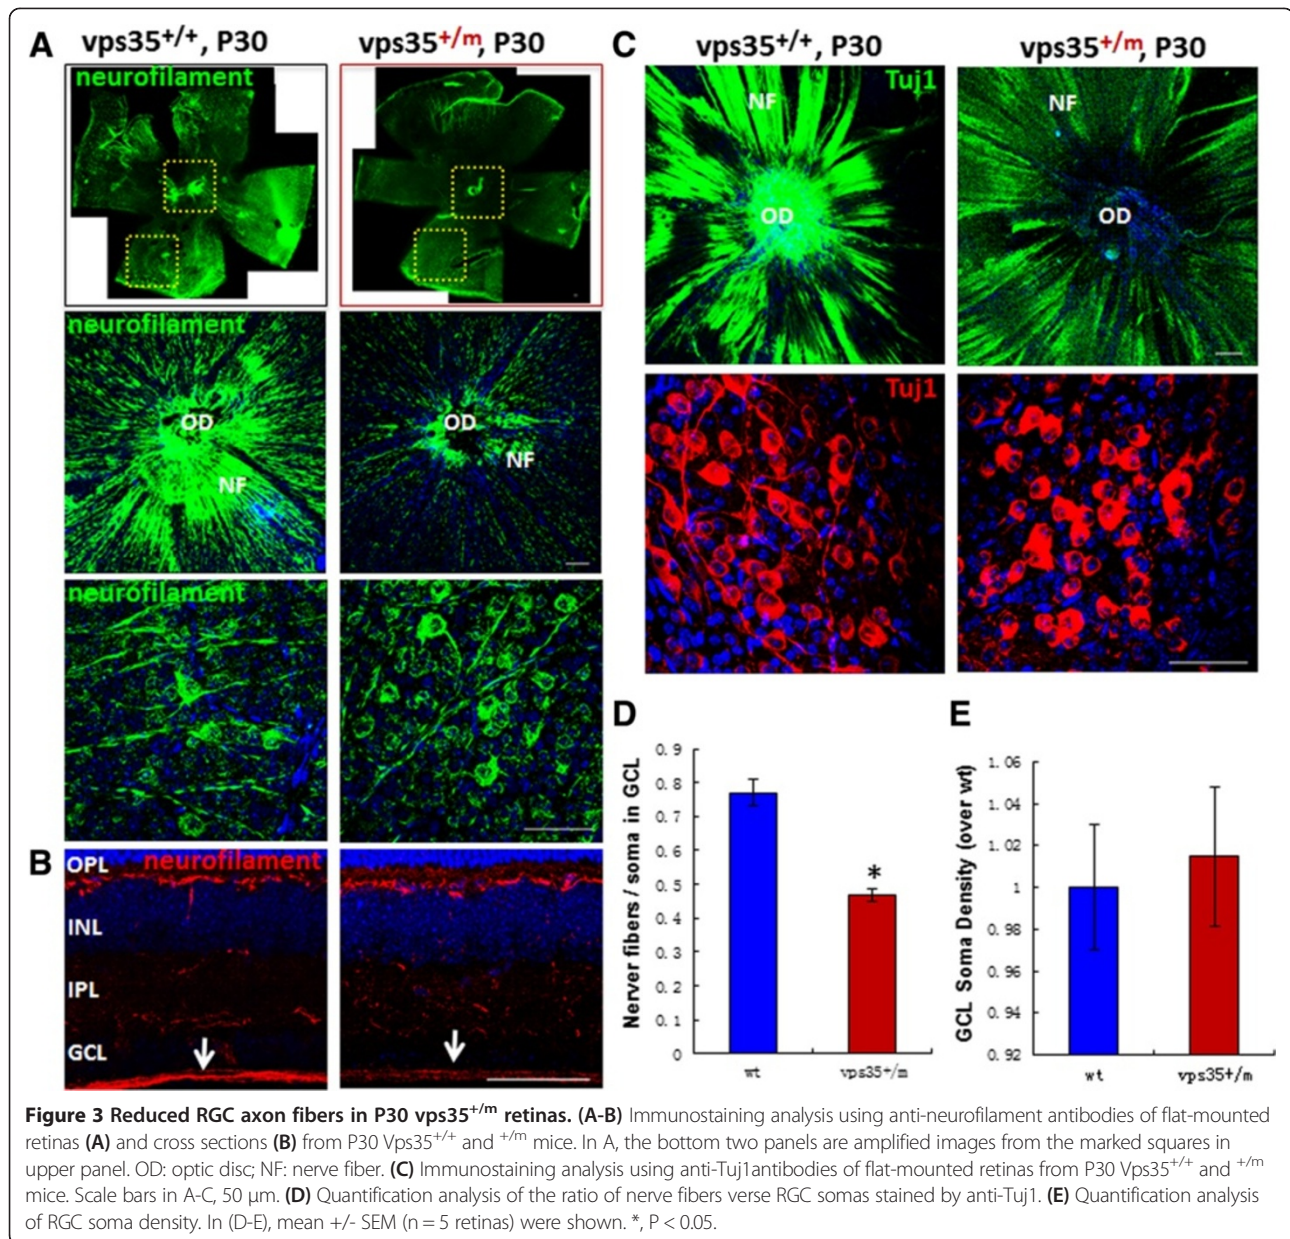 A
vps35+/+, P30
vps35+/m, P30
neurofilament
neurofilament
OD
NF
OD
NF
neurofilament
B
OPL
neurofilament
INL
IPL
GCL
C
vps35+/+, P30
vps35+/m, P30
NF
Tuj1
OD
NF
OD
Tuj1
D
Nerver fibers / soma in GCL
0.9
0.8
0.7
0.6
0.5
0.4
0.3
0.2
0.1
0
*
wt
vps35+/m
E
GCL Soma Density (over wt)
1.06
1.04
1.02
1
0.98
0.96
0.94
0.92
wt
vps35+/m
Figure 3 Reduced RGC axon fibers in P30 vps35+/m retinas. (A-B) Immunostaining analysis using anti-neurofilament antibodies of flat-mounted
retinas (A) and cross sections (B) from P30 Vps35+/+ and +/m mice. In A, the bottom two panels are amplified images from the marked squares in
upper panel. OD: optic disc; NF: nerve fiber. (C) Immunostaining analysis using anti-Tuj1antibodies of flat-mounted retinas from P30 Vps35+/+ and +/m
mice. Scale bars in A-C, 50 μm. (D) Quantification analysis of the ratio of nerve fibers verse RGC somas stained by anti-Tuj1. (E) Quantification analysis
of RGC soma density. In (D-E), mean +/- SEM (n = 5 retinas) were shown. *, P < 0.05.